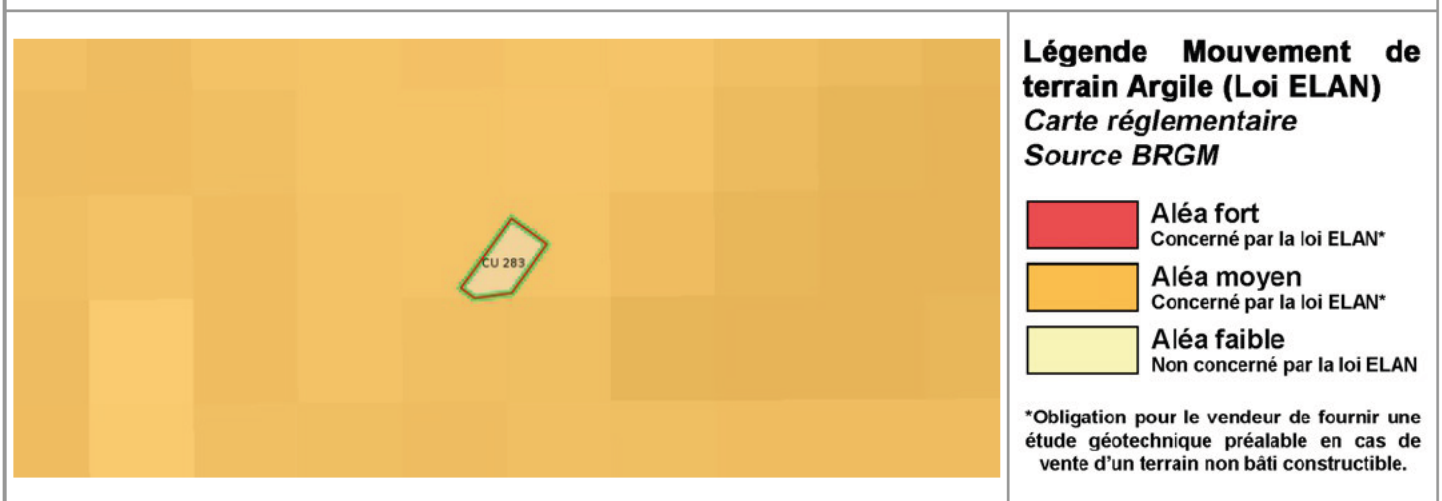 CU 283
Légende Mouvement de
terrain Argile (Loi ELAN)
Carte réglementaire
Source BRGM
Aléa fort
Concerné par la loi ELAN*
Aléa moyen
Concerné par la loi ELAN*
Aléa faible
Non concerné par la loi ELAN
*Obligation pour le vendeur de fournir une
étude géotechnique préalable en cas de
vente d'un terrain non bâti constructible.